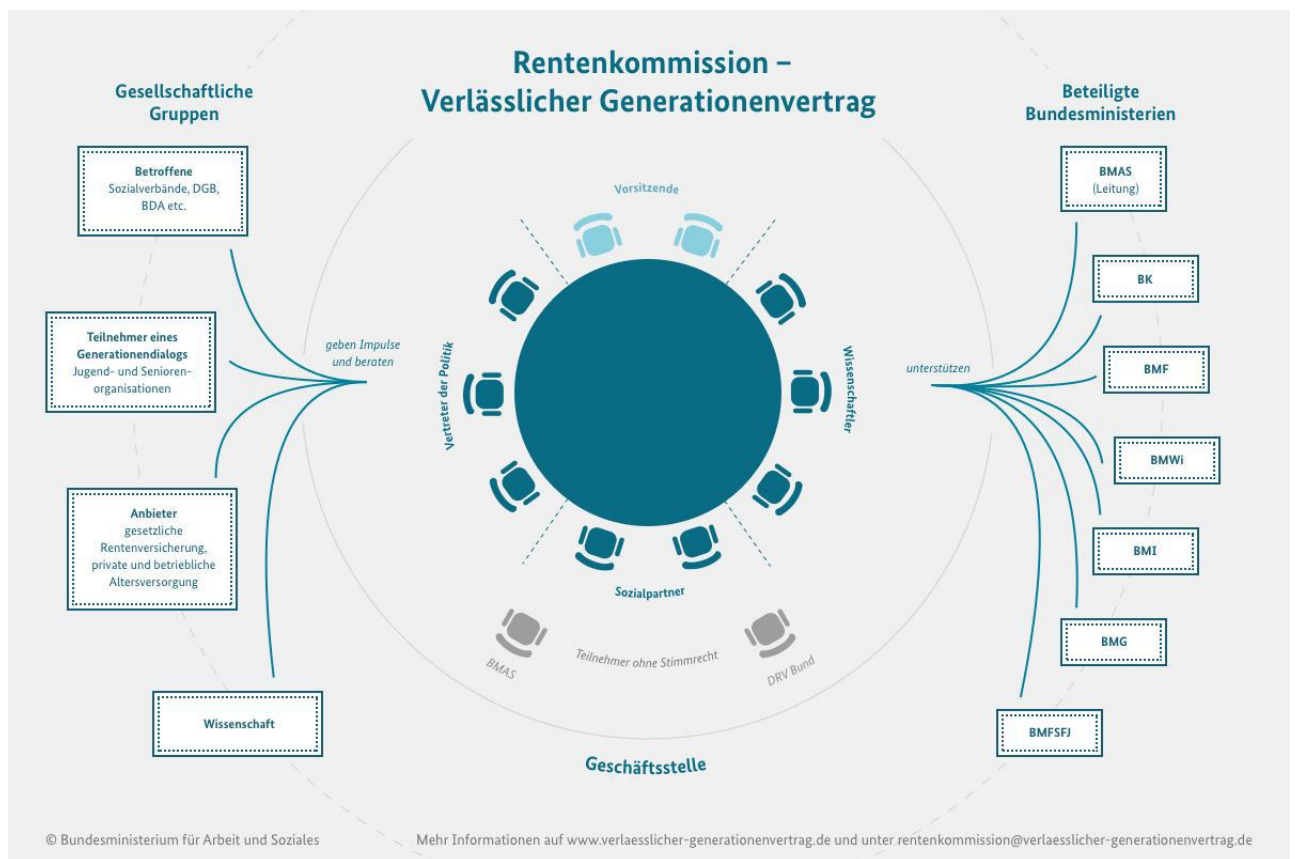 Rentenkommission –
Verlässlicher Generationenvertrag
Gesellschaftliche
Gruppen
Betroffene
Sozialverbände, DGB,
BDA etc.
Teilnehmer eines
Generationendialogs
Jugend- und Senioren-
organisationen
Anbieter
gesetzliche
Rentenversicherung,
private und betriebliche
Altersversorgung
Wissenschaft
geben Impulse
und beraten
Vorsitzende
Vertreter der Politik
Wissenschaftler
Sozialpartner
BMAS
Teilnehmer ohne Stimmrecht
DRV Bund
Geschäftsstelle
unterstützen
Beteiligte
Bundesministerien
BMAS
(Leitung)
BK
BMF
BMWi
BMI
BMG
BMFSFJ
© Bundesministerium für Arbeit und Soziales
Mehr Informationen auf www.verlaesslicher-generationenvertrag.de und unter rentenkommission@verlaesslicher-generationenvertrag.de